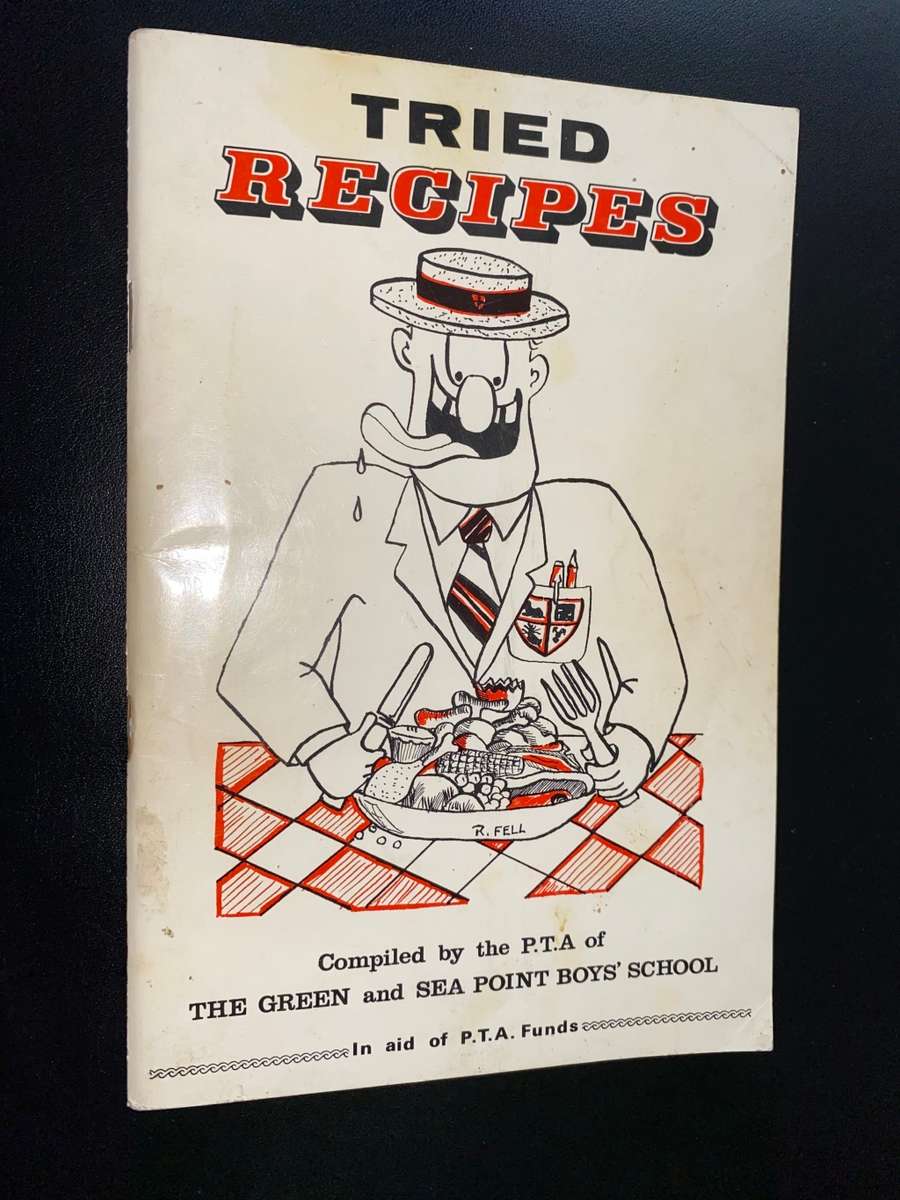 TRIED
RECIPES
R. FELL
Compiled by the P.T.A of
THE GREEN and SEA POINT BOYS' SCHOOL
In aid of P.T.A. Funds